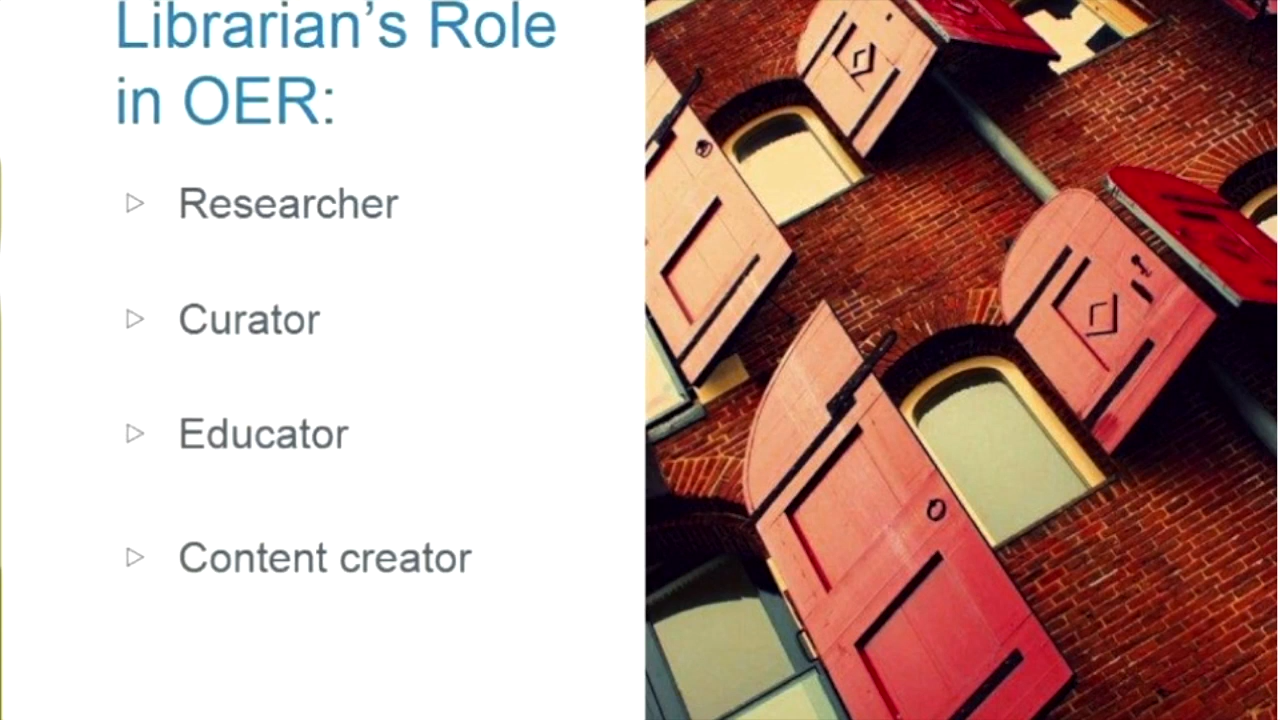 Librarian’s Role
in OER:
▷ Researcher
▷ Curator
▷ Educator
▷ Content creator